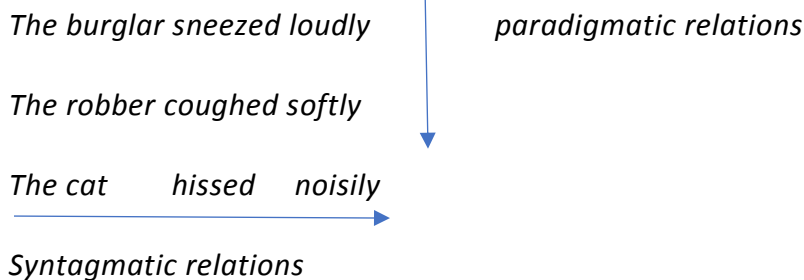 The burglar sneezed loudly paradigmatic relations
The robber coughed softly
The cat hissed noisily
Syntagmatic relations